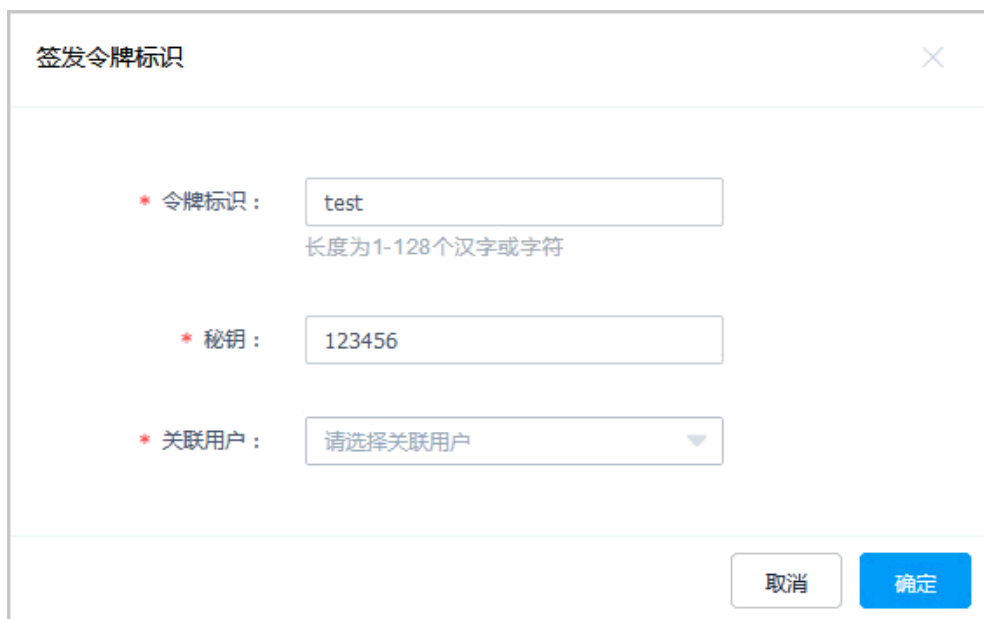 签发令牌标识
* 令牌标识： test
长度为1-128个汉字或字符
* 秘钥： 123456
* 关联用户： 请选择关联用户
取消 确定